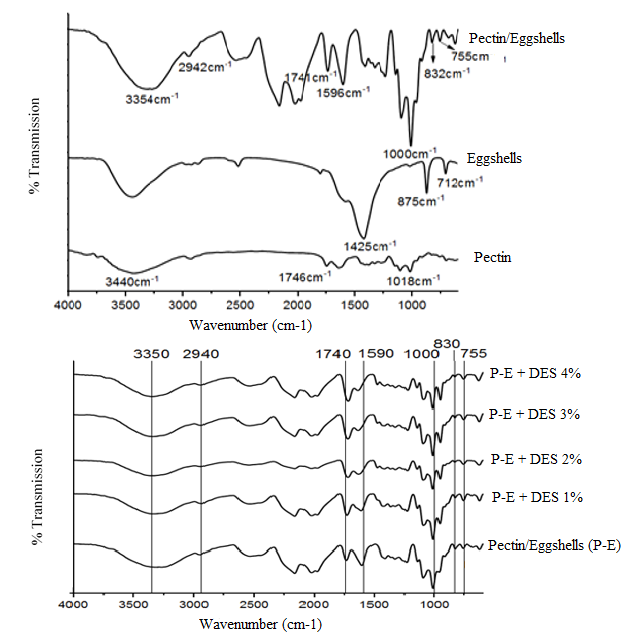 Pectin/Eggshells
755cm
2942cm-1
1741cm-1
832cm-1
1596cm-1
3354cm-1
1000cm-1
Eggshells
712cm-1
875cm-1
1425cm-1
Pectin
1746cm-1
3440cm-1
1018cm-1
% Transmission
4000 3500 3000 2500 2000 1500 1000
Wavenumber (cm-1)
3350 2940 1740 1590 1000 830 755
P-E + DES 4%
P-E + DES 3%
P-E + DES 2%
P-E + DES 1%
Pectin/Eggshells (P-E)
% Transmission
4000 3500 3000 2500 2000 1500 1000
Wavenumber (cm-1)